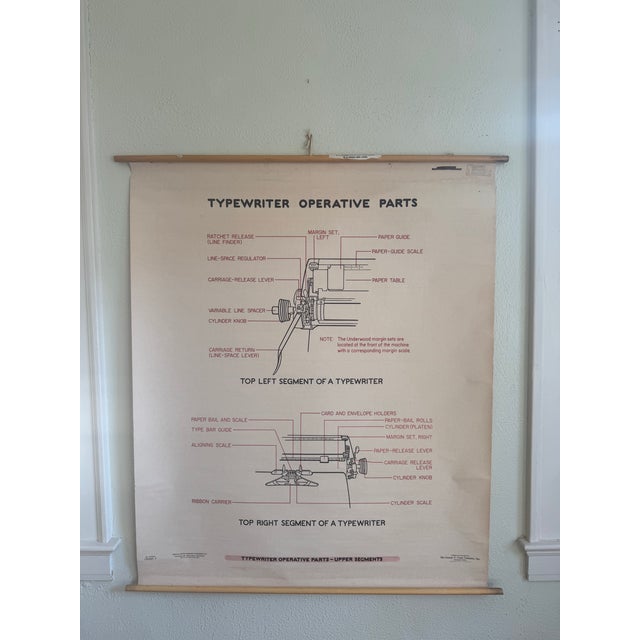 TYPEWRITER OPERATIVE PARTS
RATCHET RELEASE
(LINE FINDER)
MARGIN SET,
LEFT
PAPER GUIDE
PAPER-GUIDE SCALE
LINE-SPACE REGULATOR
CARRIAGE-RELEASE LEVER
PAPER TABLE
VARIABLE LINE SPACER
CYLINDER KNOB
NOTE: The Underwood margin sets are
located at the front of the machine
with a corresponding margin scale.
CARRIAGE RETURN
(LINE-SPACE LEVER)
TOP LEFT SEGMENT OF A TYPEWRITER
CARD AND ENVELOPE HOLDERS
PAPER BAIL AND SCALE
PAPER-BAIL ROLLS
TYPE BAR GUIDE
CYLINDER (PLATEN)
MARGIN SET, RIGHT
ALIGNING SCALE
PAPER-RELEASE LEVER
CARRIAGE RELEASE
LEVER
CYLINDER KNOB
RIBBON CARRIER
CYLINDER SCALE
TOP RIGHT SEGMENT OF A TYPEWRITER
TYPEWRITER OPERATIVE PARTS - UPPER SEGMENTS